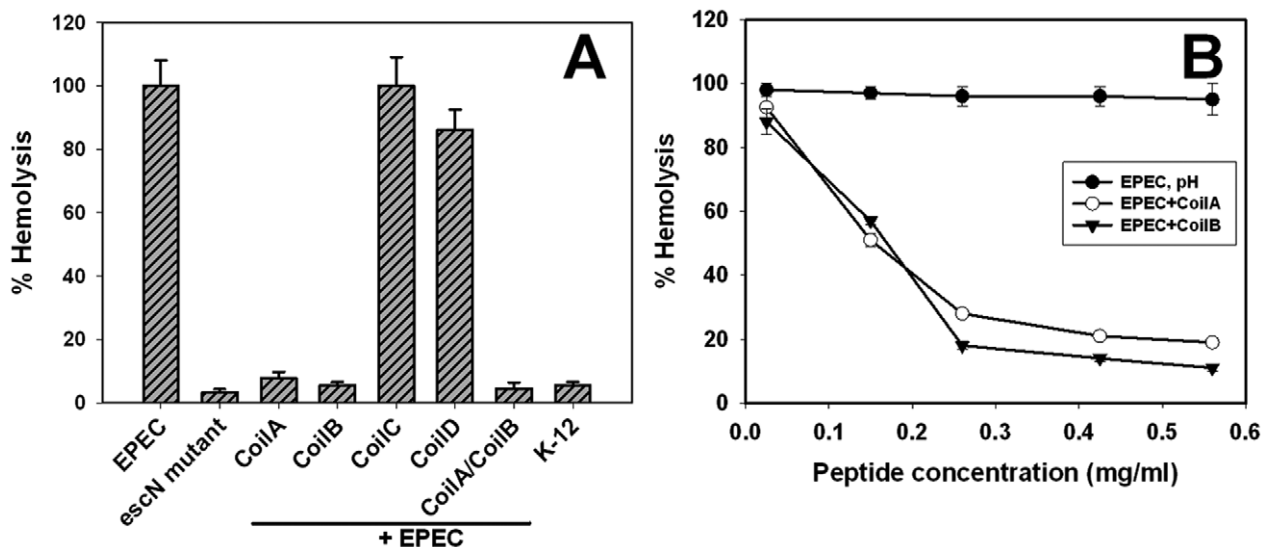 A
% Hemolysis
120
100
80
60
40
20
0
EPEC
escN mutant
CoilA
CoilB
CoilC
CoilD
CoilA/CoilB
K-12
+ EPEC
B
% Hemolysis
120
100
80
60
40
20
0
EPEC, pH
EPEC+CoilA
EPEC+CoilB
0.0 0.1 0.2 0.3 0.4 0.5 0.6
Peptide concentration (mg/ml)